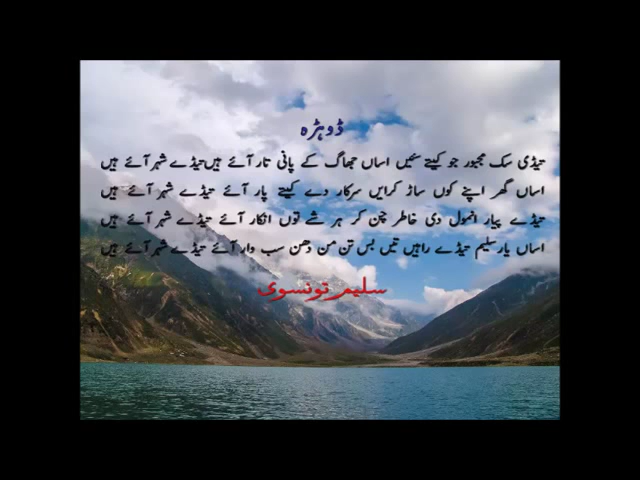 ڈوہڑہ
تیڈی سک مجبور جو کیتے سئیں اساں جھاگ کے پانی تار آئے ہیں تیڈے شہر آئے ہیں
اساں گھر اپنے کوں ساڑ کرایں سرکار دے کیتے پار آئے تیڈے شہر آئے ہیں
تیڈے پیار انمول دی خاطر چن کر ہر شے توں انکار آئے تیڈے شہر آئے ہیں
اساں یار سلیم تیڈے راہیں تیں بس تن من دھن سب وار آئے تیڈے شہر آئے ہیں
سلیم تونسوی